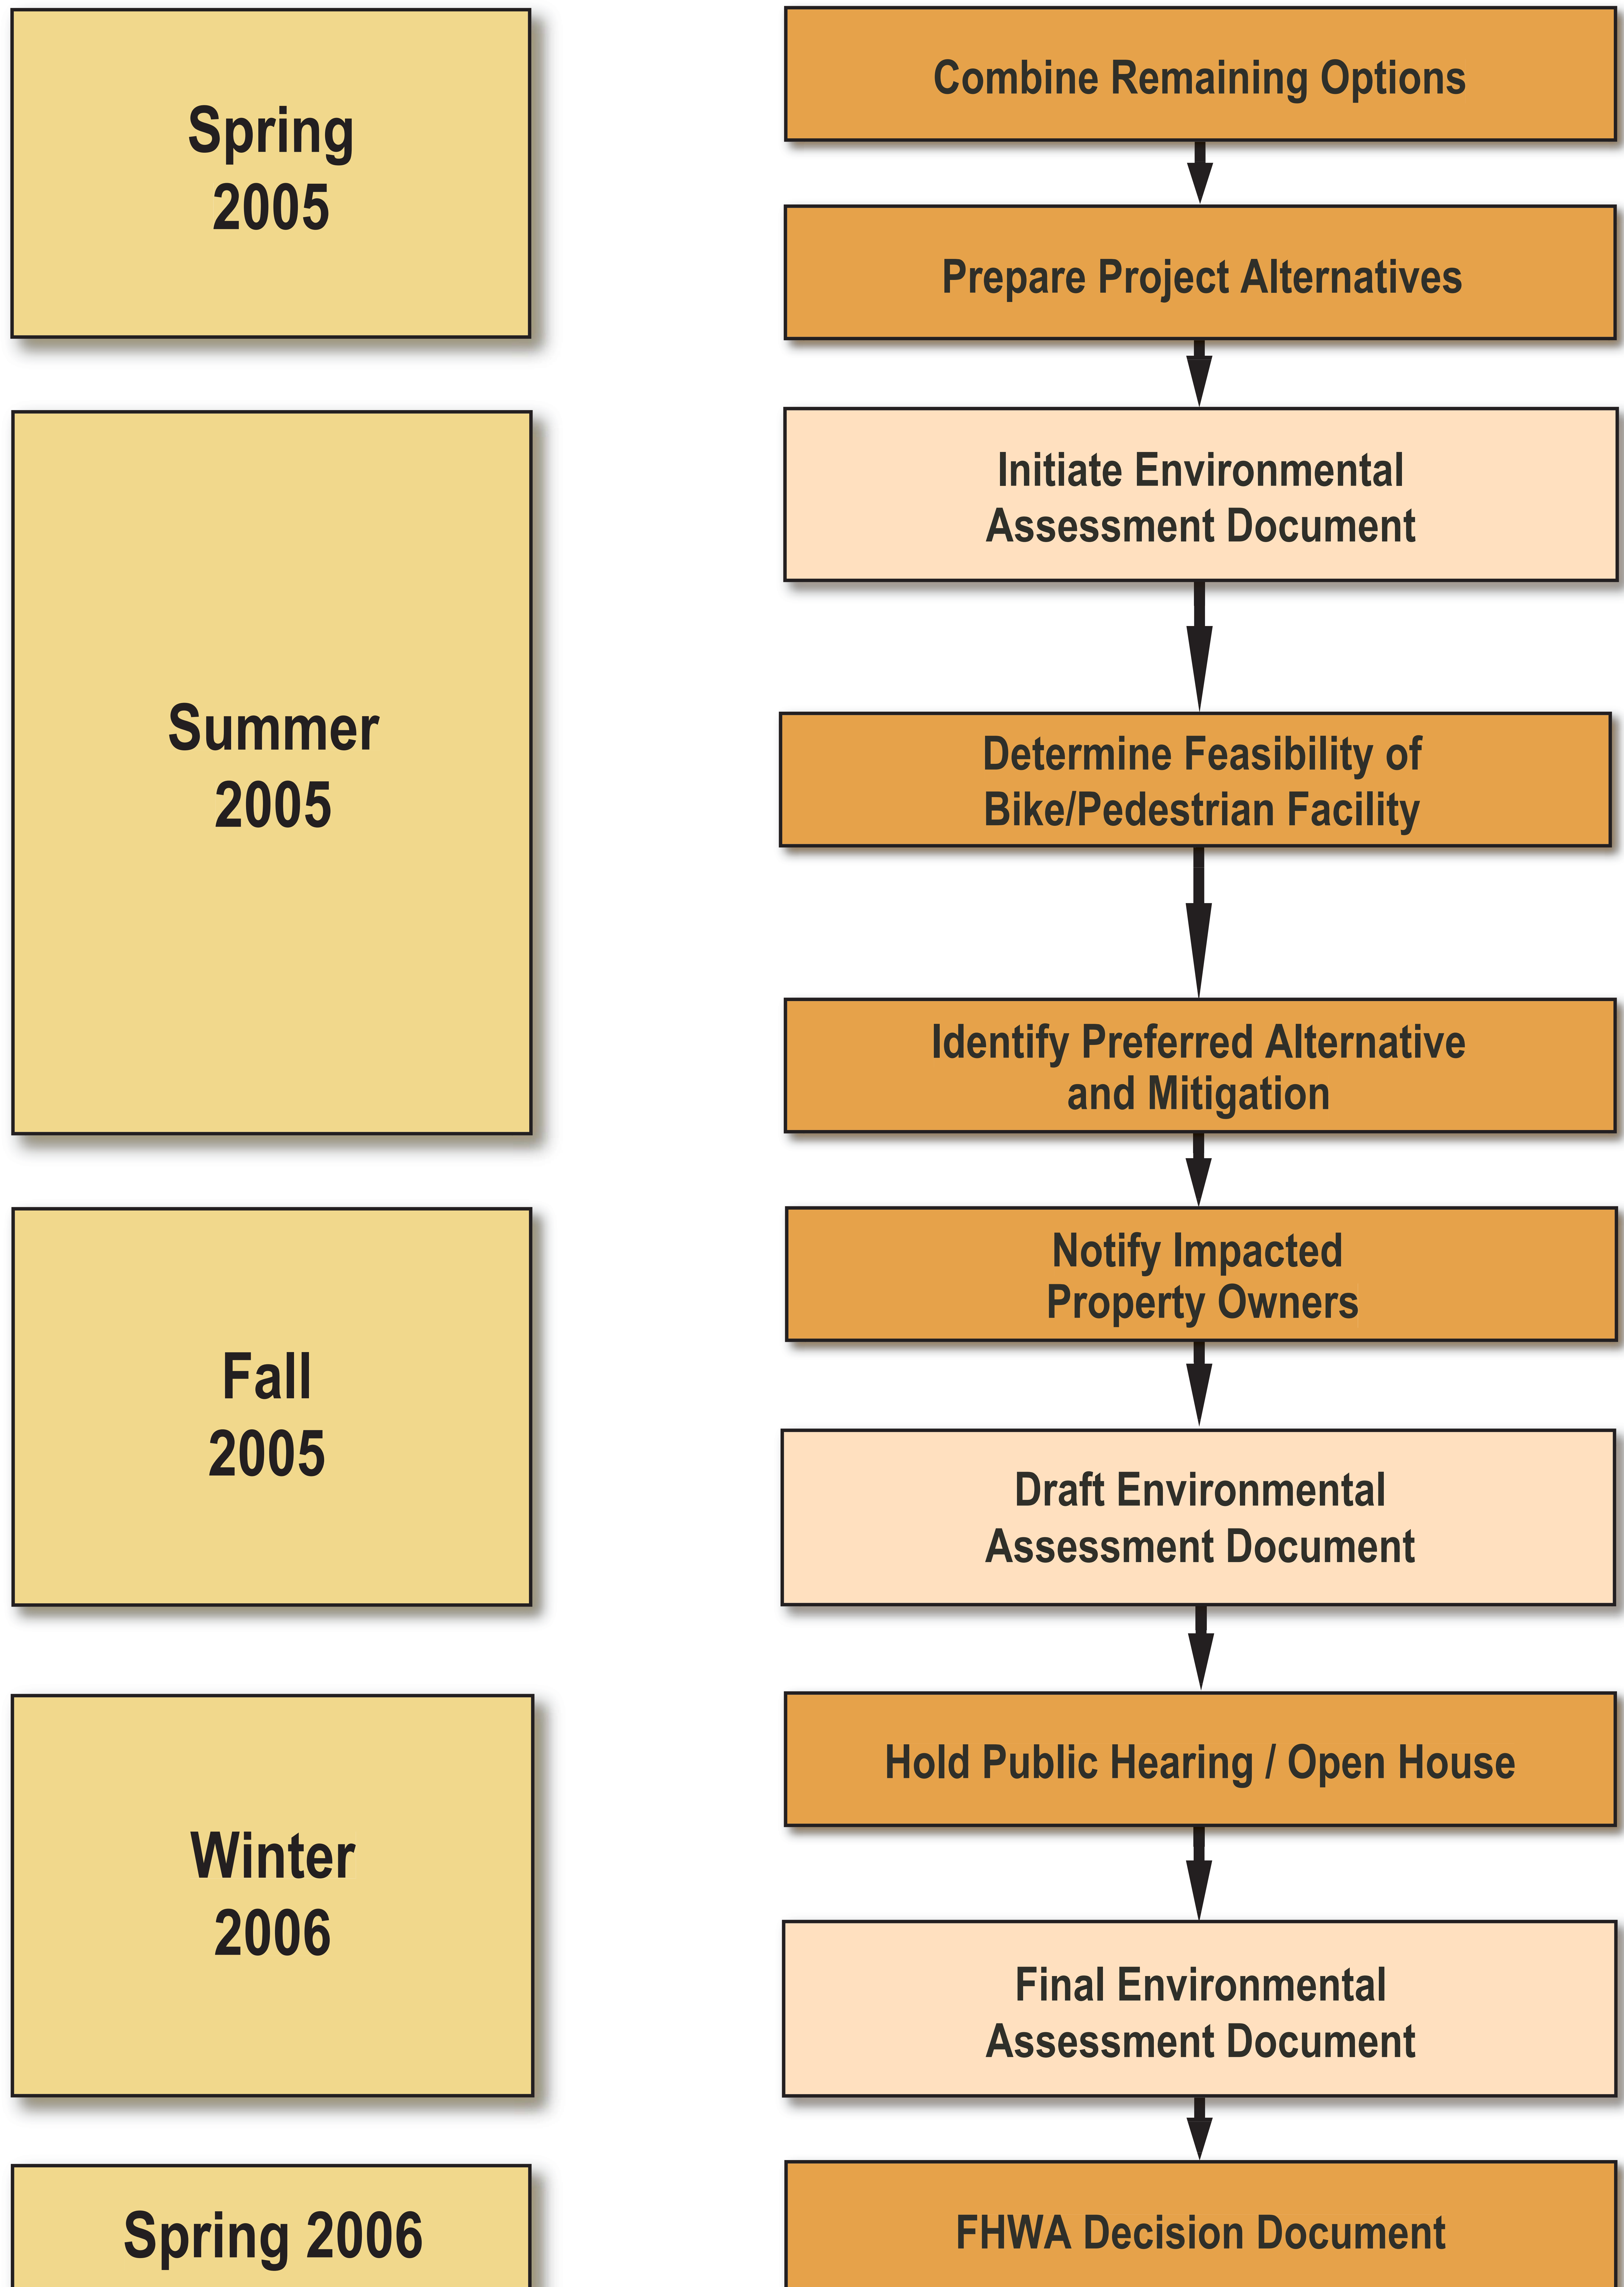 Spring
2005
Combine Remaining Options
Prepare Project Alternatives
Summer
2005
Initiate Environmental
Assessment Document
Determine Feasibility of
Bike/Pedestrian Facility
Identify Preferred Alternative
and Mitigation
Fall
2005
Notify Impacted
Property Owners
Draft Environmental
Assessment Document
Winter
2006
Hold Public Hearing / Open House
Final Environmental
Assessment Document
Spring 2006
FHWA Decision Document